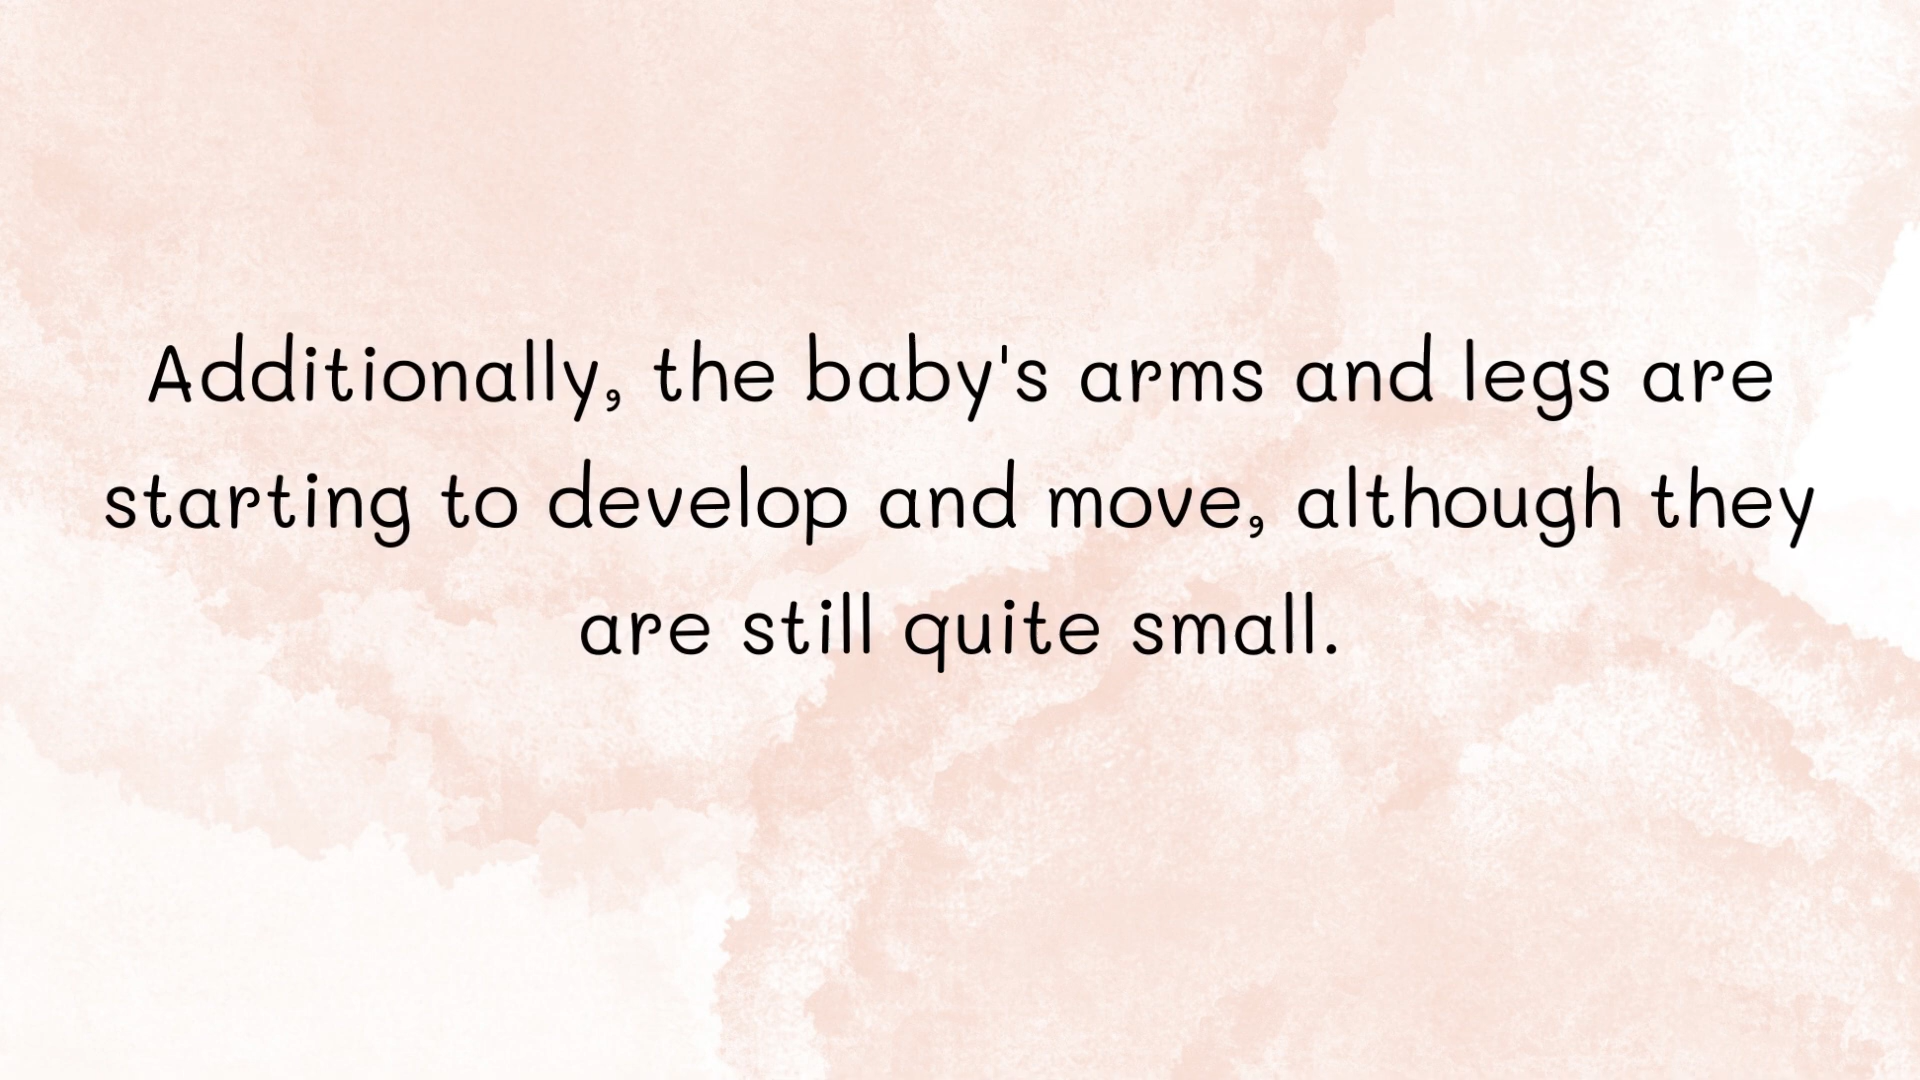 Additionally, the baby's arms and legs are
starting to develop and move, although they
are still quite small.